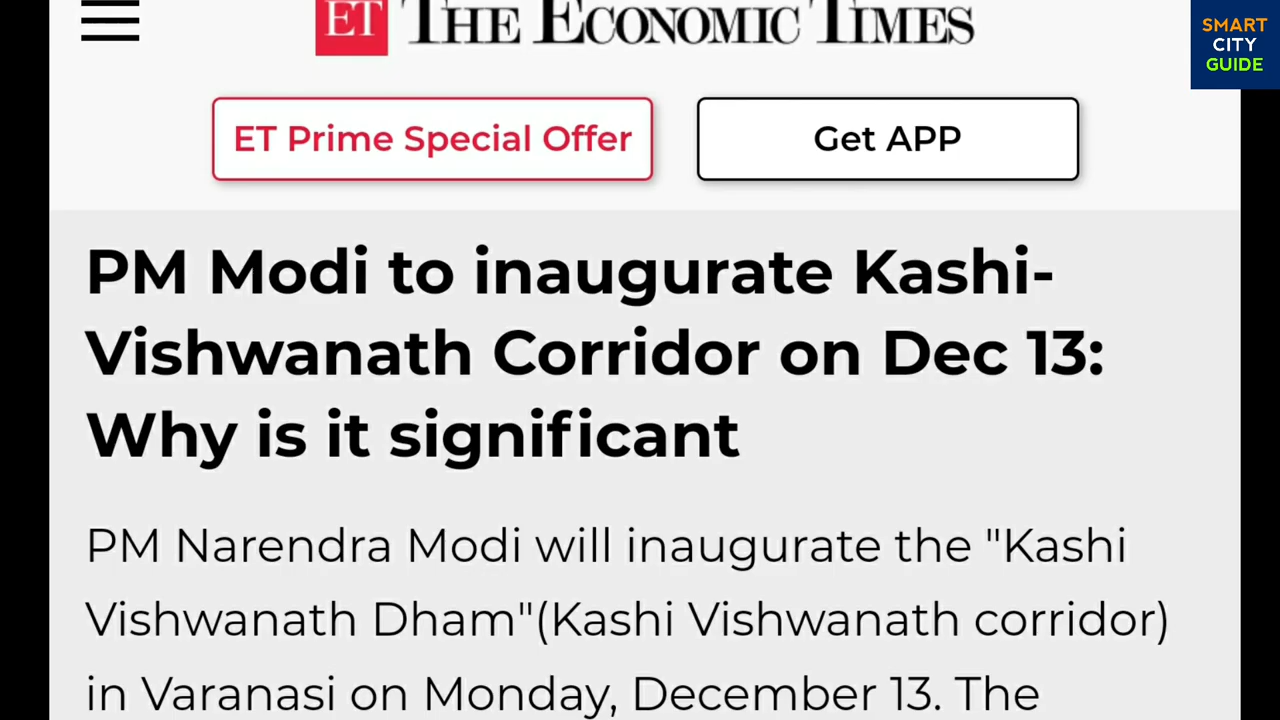 ET THE ECONOMIC TIMES
SMART
CITY
GUIDE
ET Prime Special Offer
Get APP
PM Modi to inaugurate Kashi-
Vishwanath Corridor on Dec 13:
Why is it significant
PM Narendra Modi will inaugurate the "Kashi
Vishwanath Dham"(Kashi Vishwanath corridor)
in Varanasi on Monday, December 13. The